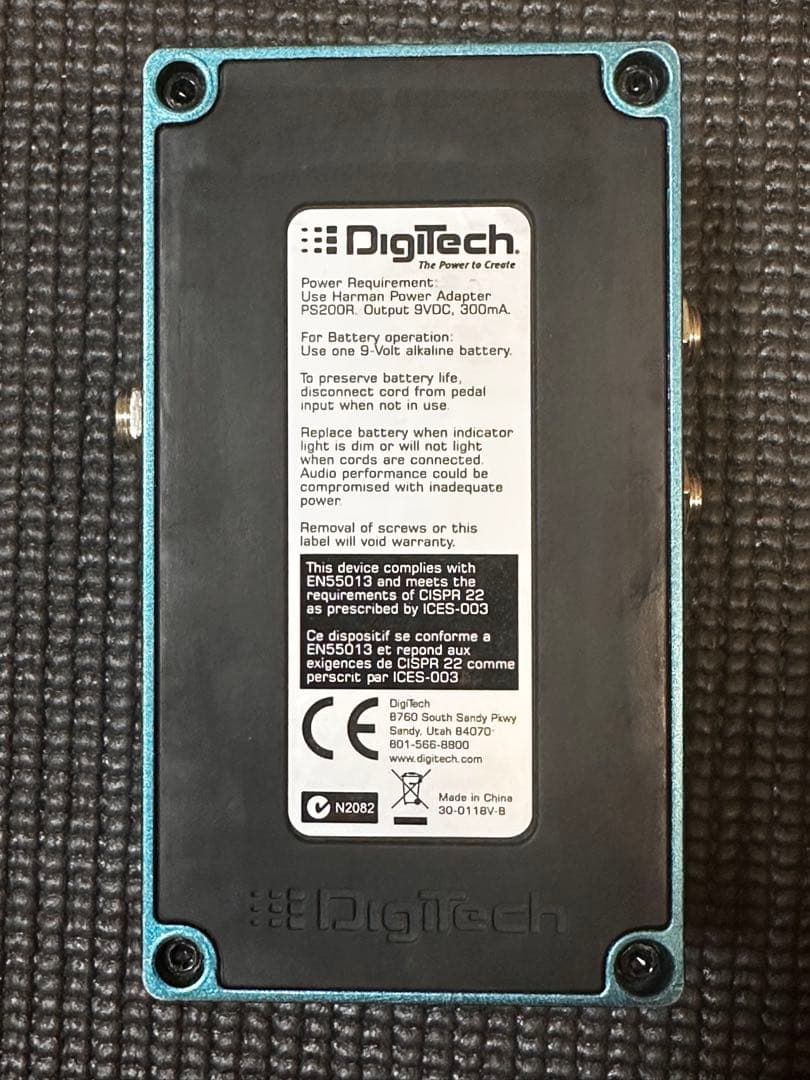 DigiTech®
The Power to Create
Power Requirement:
Use Harman Power Adapter
PS200R. Output 9VDC, 300mA.
For Battery operation:
Use one 9-Volt alkaline battery.
To preserve battery life,
disconnect cord from pedal
input when not in use.
Replace battery when indicator
light is dim or will not light
when cords are connected.
Audio performance could be
compromised with inadequate
power.
Removal of screws or this
label will void warranty.
This device complies with
EN55013 and meets the
requirements of CISPR 22
as prescribed by ICES-003
Ce dispositif se conforme a
EN55013 et repond aux
exigences de CISPR 22 comme
perscrit par ICES-003
CE
DigiTech
8760 South Sandy Pkwy
Sandy, Utah 84070
801-566-8800
www.digitech.com
N2082
Made in China
30-0118V-B
DigiTech